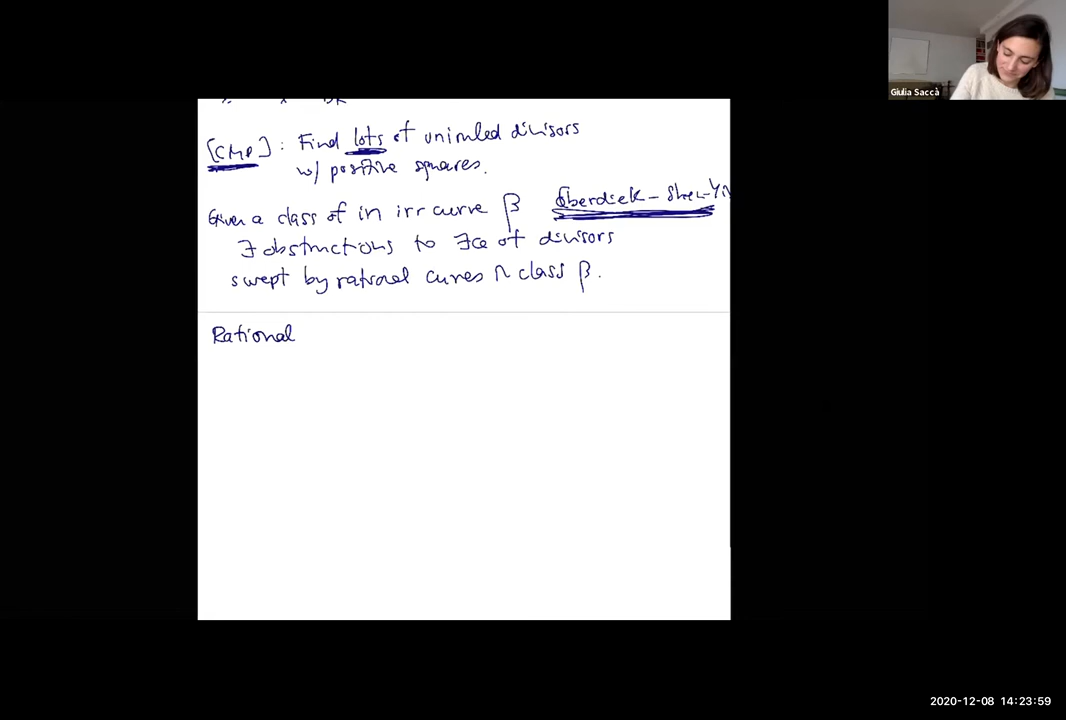 [CMP] : Find lots of uniruled divisors
w/ positive squares.
Given a class of in irr curve β Oberdieck - Shen - Yin
∃ obstructions to ∃ce of divisors
swept by rational curves in class β.
Rational
Giulia Saccà
2020-12-08 14:23:59